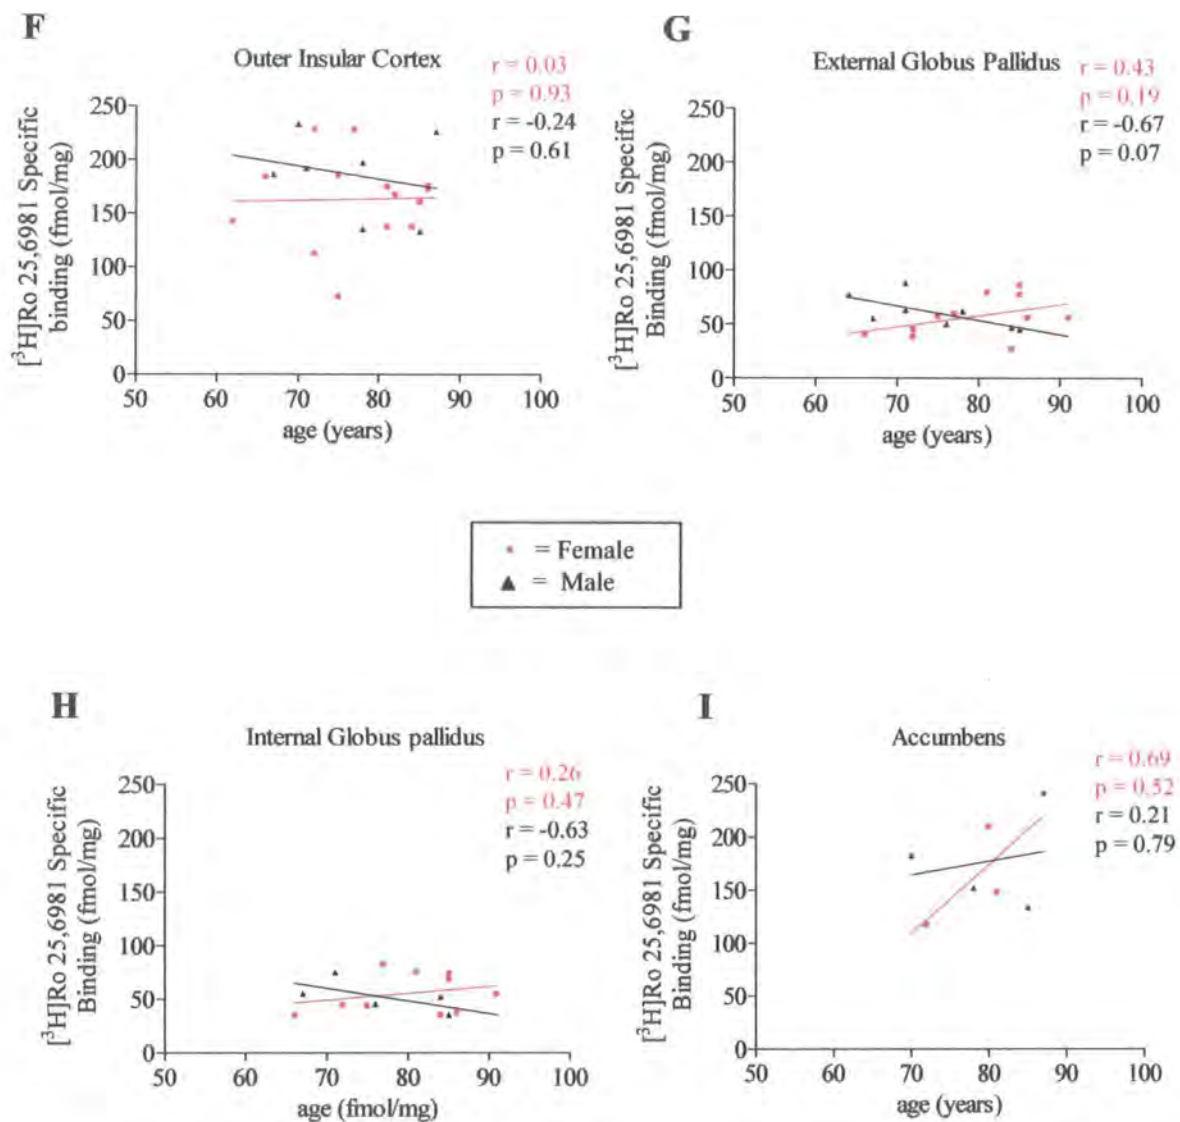 F
Outer Insular Cortex
r = 0.03
p = 0.93
r = -0.24
p = 0.61
[³H]Ro 25,6981 Specific
binding (fmol/mg)
250
200
150
100
50
0
50 60 70 80 90 100
age (years)
G
External Globus Pallidus
r = 0.43
p = 0.19
r = -0.67
p = 0.07
[³H]Ro 25,6981 Specific
Binding (fmol/mg)
250
200
150
100
50
0
50 60 70 80 90 100
age (years)
= Female
= Male
H
Internal Globus pallidus
r = 0.26
p = 0.47
r = -0.63
p = 0.25
[³H]Ro 25,6981 Specific
Binding (fmol/mg)
250
200
150
100
50
0
50 60 70 80 90 100
age (fmol/mg)
I
Accumbens
r = 0.69
p = 0.52
r = 0.21
p = 0.79
[³H]Ro 25,6981 Specific
Binding (fmol/mg)
250
200
150
100
50
0
50 60 70 80 90 100
age (years)